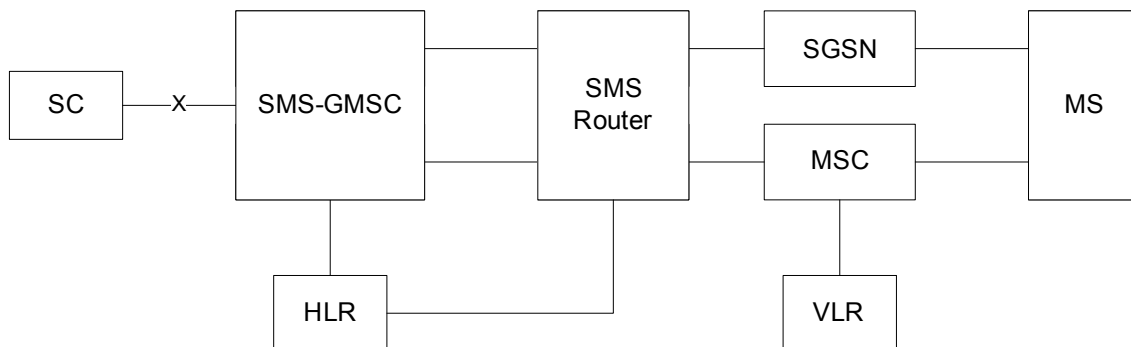 SC
X
SMS-GMSC
SMS
Router
SGSN
MSC
MS
HLR
VLR